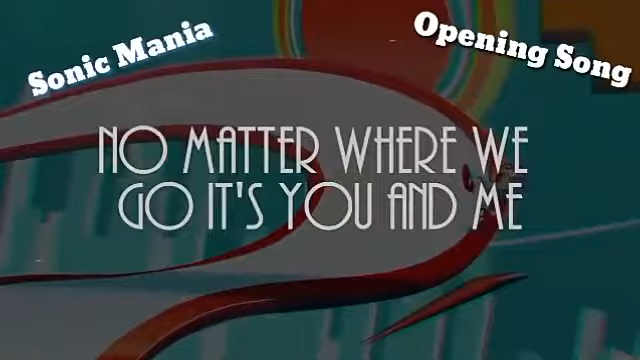 Sonic Mania
Opening Song
NO MATTER WHERE WE
GO IT'S YOU AND ME